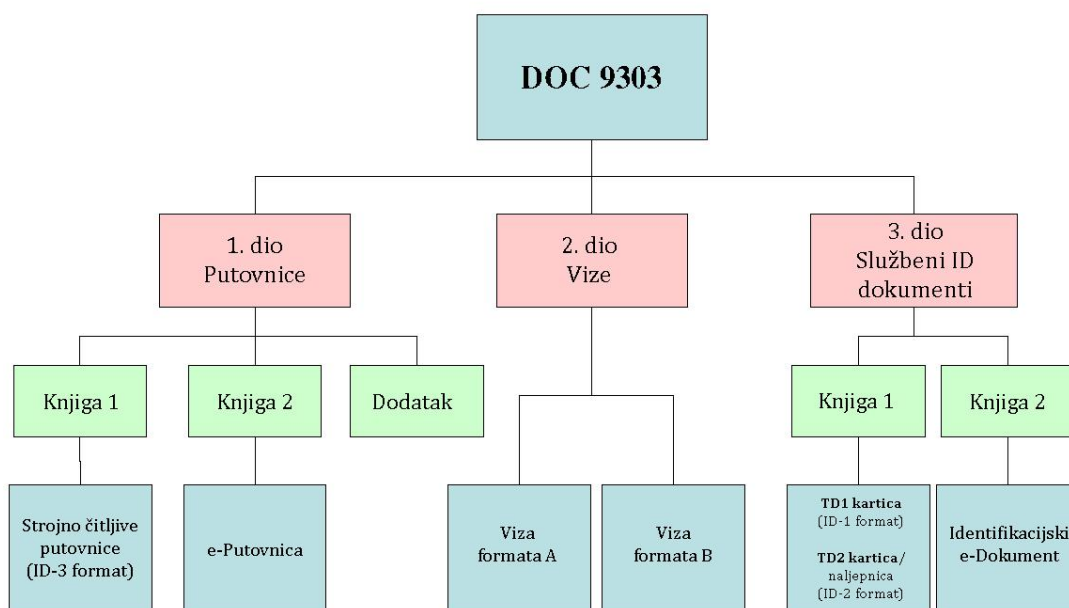 DOC 9303
1. dio
Putovnice
2. dio
Vize
3. dio
Službeni ID
dokumenti
Knjiga 1
Knjiga 2
Dodatak
Knjiga 1
Knjiga 2
Strojno čitljive
putovnice
(ID-3 format)
e-Putovnica
Viza
formata A
Viza
formata B
TD1 kartica
(ID-1 format)
TD2 kartica/
naljepnica
(ID-2 format)
Identifikacijski
e-Dokument